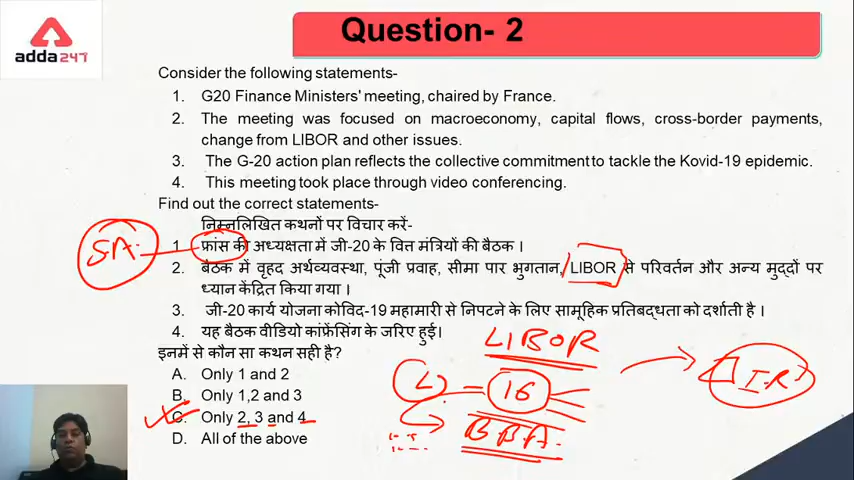 Question- 2
adda247
Consider the following statements-
1. G20 Finance Ministers' meeting, chaired by France.
2. The meeting was focused on macroeconomy, capital flows, cross-border payments,
change from LIBOR and other issues.
3. The G-20 action plan reflects the collective commitment to tackle the Kovid-19 epidemic.
4. This meeting took place through video conferencing.
Find out the correct statements-
निम्नलिखित कथनों पर विचार करें-
S.A.
1. फ्रांस की अध्यक्षता में जी-20 के वित्त मंत्रियों की बैठक ।
2. बैठक में वृहद अर्थव्यवस्था, पूंजी प्रवाह, सीमा पार भुगतान, LIBOR से परिवर्तन और अन्य मुद्दों पर
ध्यान केंद्रित किया गया ।
3. जी-20 कार्य योजना कोविद-19 महामारी से निपटने के लिए सामूहिक प्रतिबद्धता को दर्शाती है ।
4. यह बैठक वीडियो कांफ्रेंसिंग के जरिए हुई।
इनमें से कौन सा कथन सही है?
LIBOR
A. Only 1 and 2
B. Only 1,2 and 3
C. Only 2, 3 and 4
D. All of the above
L = 16
I.R
BBA.